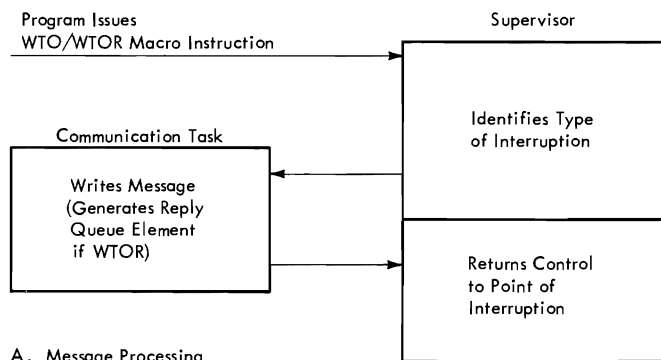 Program Issues
WTO/WTOR Macro Instruction
Supervisor
Identifies Type
of Interruption
Communication Task
Writes Message
(Generates Reply
Queue Element
if WTOR)
Returns Control
to Point of
Interruption
A. Message Processing